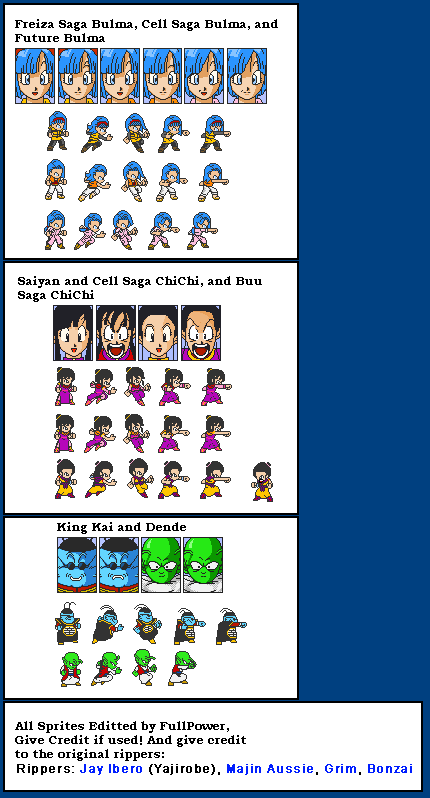 Freiza Saga Bulma, Cell Saga Bulma, and
Future Bulma
Saiyan and Cell Saga ChiChi, and Buu
Saga ChiChi
King Kai and Dende
All Sprites Editted by FullPower,
Give Credit if used! And give credit
to the original rippers:
Rippers: Jay Ibero (Yajirobe), Majin Aussie, Grim, Bonzai